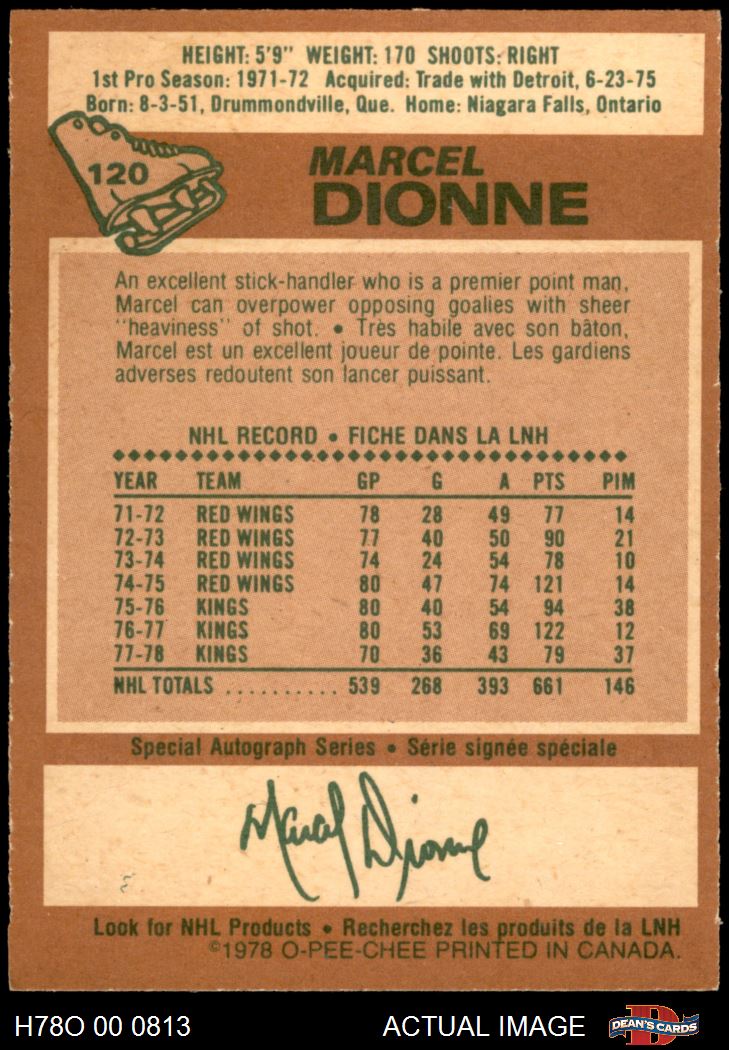 HEIGHT: 5'9" WEIGHT: 170 SHOOTS: RIGHT
1st Pro Season: 1971-72 Acquired: Trade with Detroit, 6-23-75
Born: 8-3-51, Drummondville, Que. Home: Niagara Falls, Ontario
120
MARCEL
DIONNE
An excellent stick-handler who is a premier point man,
Marcel can overpower opposing goalies with sheer
"heaviness" of shot. • Très habile avec son bâton,
Marcel est un excellent joueur de pointe. Les gardiens
adverses redoutent son lancer puissant.
NHL RECORD • FICHE DANS LA LNH
YEAR TEAM GP G A PTS PIM
71-72 RED WINGS 78 28 49 77 14
72-73 RED WINGS 77 40 50 90 21
73-74 RED WINGS 74 24 54 78 10
74-75 RED WINGS 80 47 74 121 14
75-76 KINGS 80 40 54 94 38
76-77 KINGS 80 53 69 122 12
77-78 KINGS 70 36 43 79 37
NHL TOTALS .......... 539 268 393 661 146
Special Autograph Series • Série signée spéciale
Marcel Dionne
Look for NHL Products • Recherchez les produits de la LNH
©1978 O-PEE-CHEE PRINTED IN CANADA.
H78O 00 0813 ACTUAL IMAGE D DEAN'S CARDS